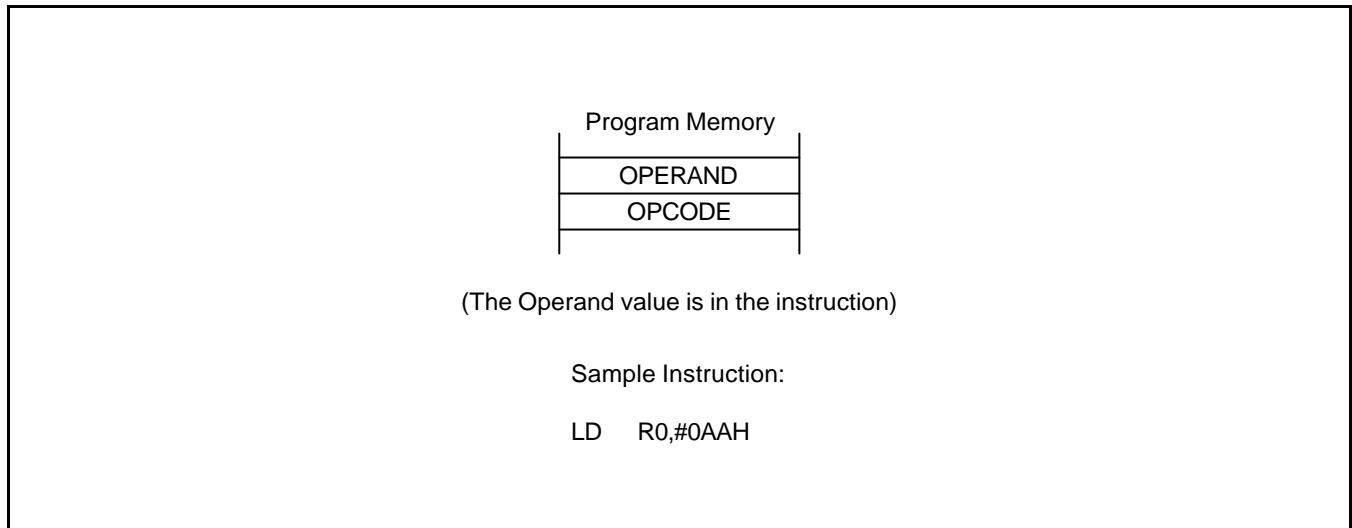 Program Memory
OPERAND
OPCODE
(The Operand value is in the instruction)
Sample Instruction:
LD R0,#0AAH